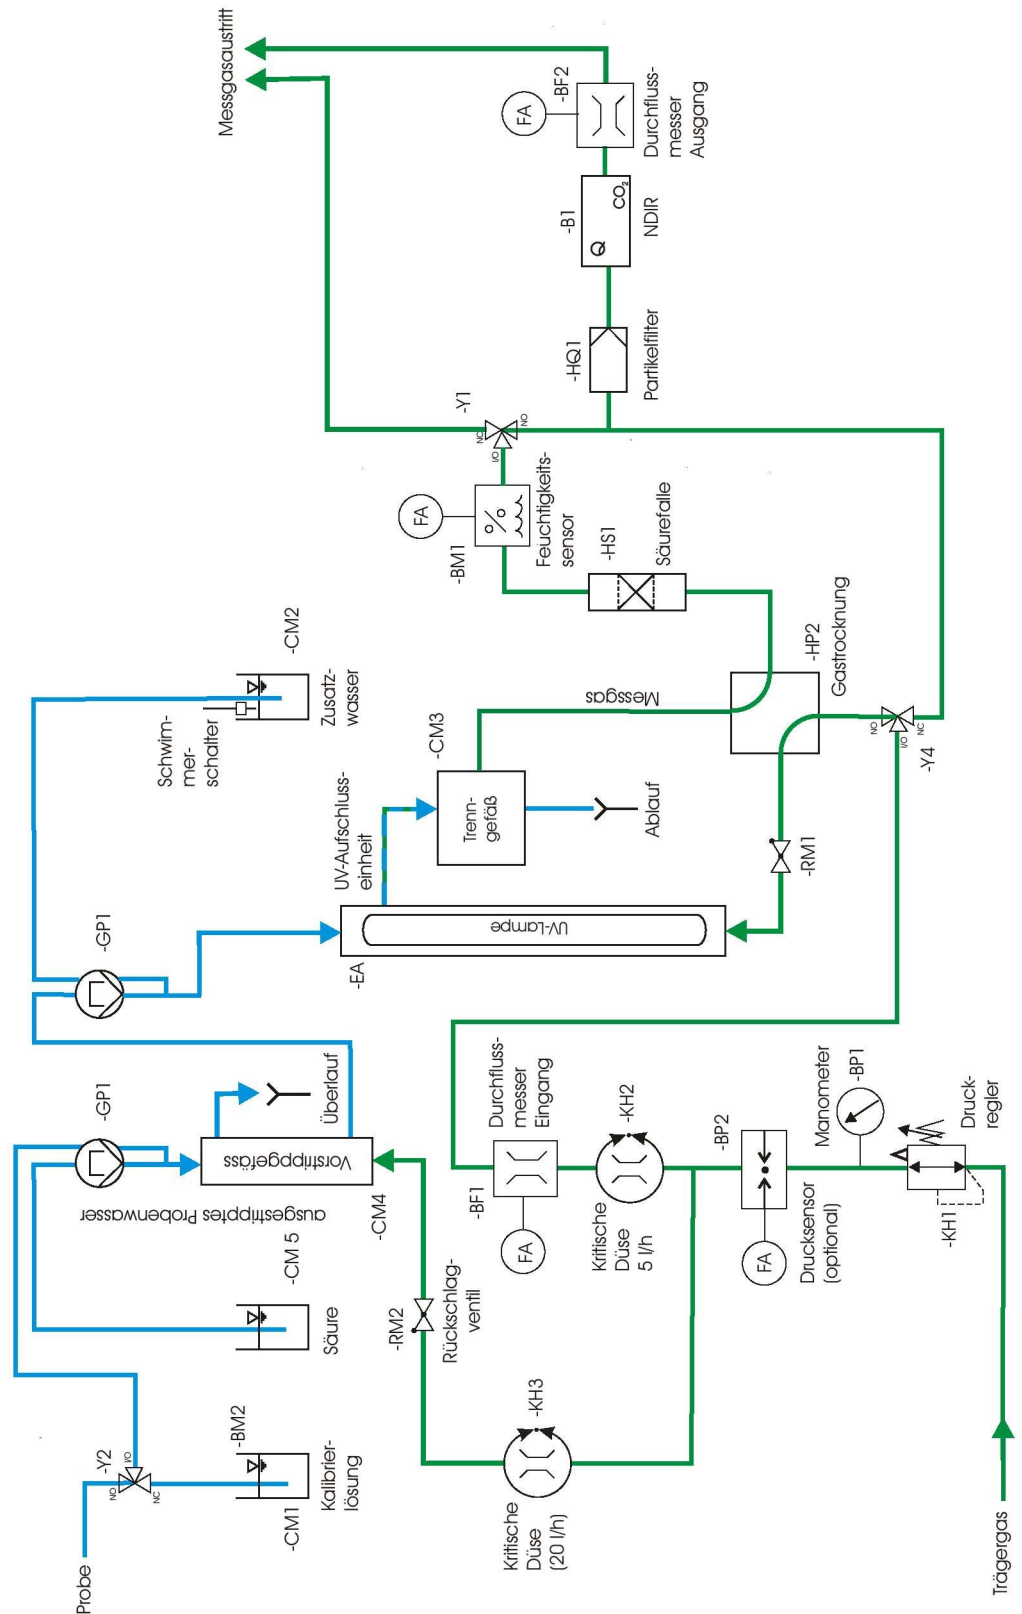 Probe
-Y2
NO
I/O
NC
-BM2
-CM1
Kalibrier-
lösung
Säure
-CM 5
ausgestripptes Probenwasser
-GP1
Vorstrippgefäss
Überlauf
-CM4
-GP1
Schwim-
mer-
schalter
-CM2
Zusatz-
wasser
-EA
UV-Lampe
UV-Aufschluss-
einheit
-CM3
Trenn-
gefäß
Ablauf
Messgas
-HP2
Gastrocknung
-RM1
NO
I/O
NC
-Y4
-HS1
Säurefalle
FA
-BM1
%
Feuchtigkeits-
sensor
-Y1
NC
I/O
NO
Messgasaustritt
-HQ1
Partikelfilter
-B1
Q
CO2
NDIR
FA
-BF2
Durchfluss-
messer
Ausgang
-RM2
Rückschlag-
ventil
-KH3
Kritische
Düse
(20 l/h)
Durchfluss-
messer
Eingang
-BF1
FA
-KH2
Kritische
Düse
5 l/h
-BP2
FA
Drucksensor
(optional)
Manometer
-BP1
Druck-
regler
-KH1
Trägergas